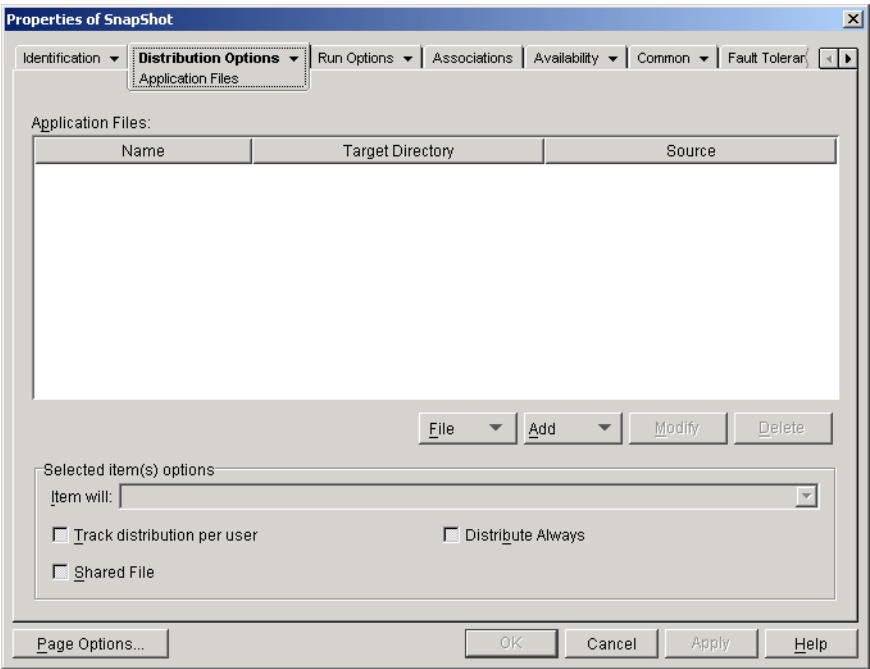 Properties of SnapShot
Identification Distribution Options Run Options Associations Availability Common Fault
Application Files
Application Files:
Name Target Directory Source
File Add Modify Delete
Selected item(s) options
Item will:
Track distribution per user Distribute Always
Shared File
Page Options... OK Cancel Apply Help